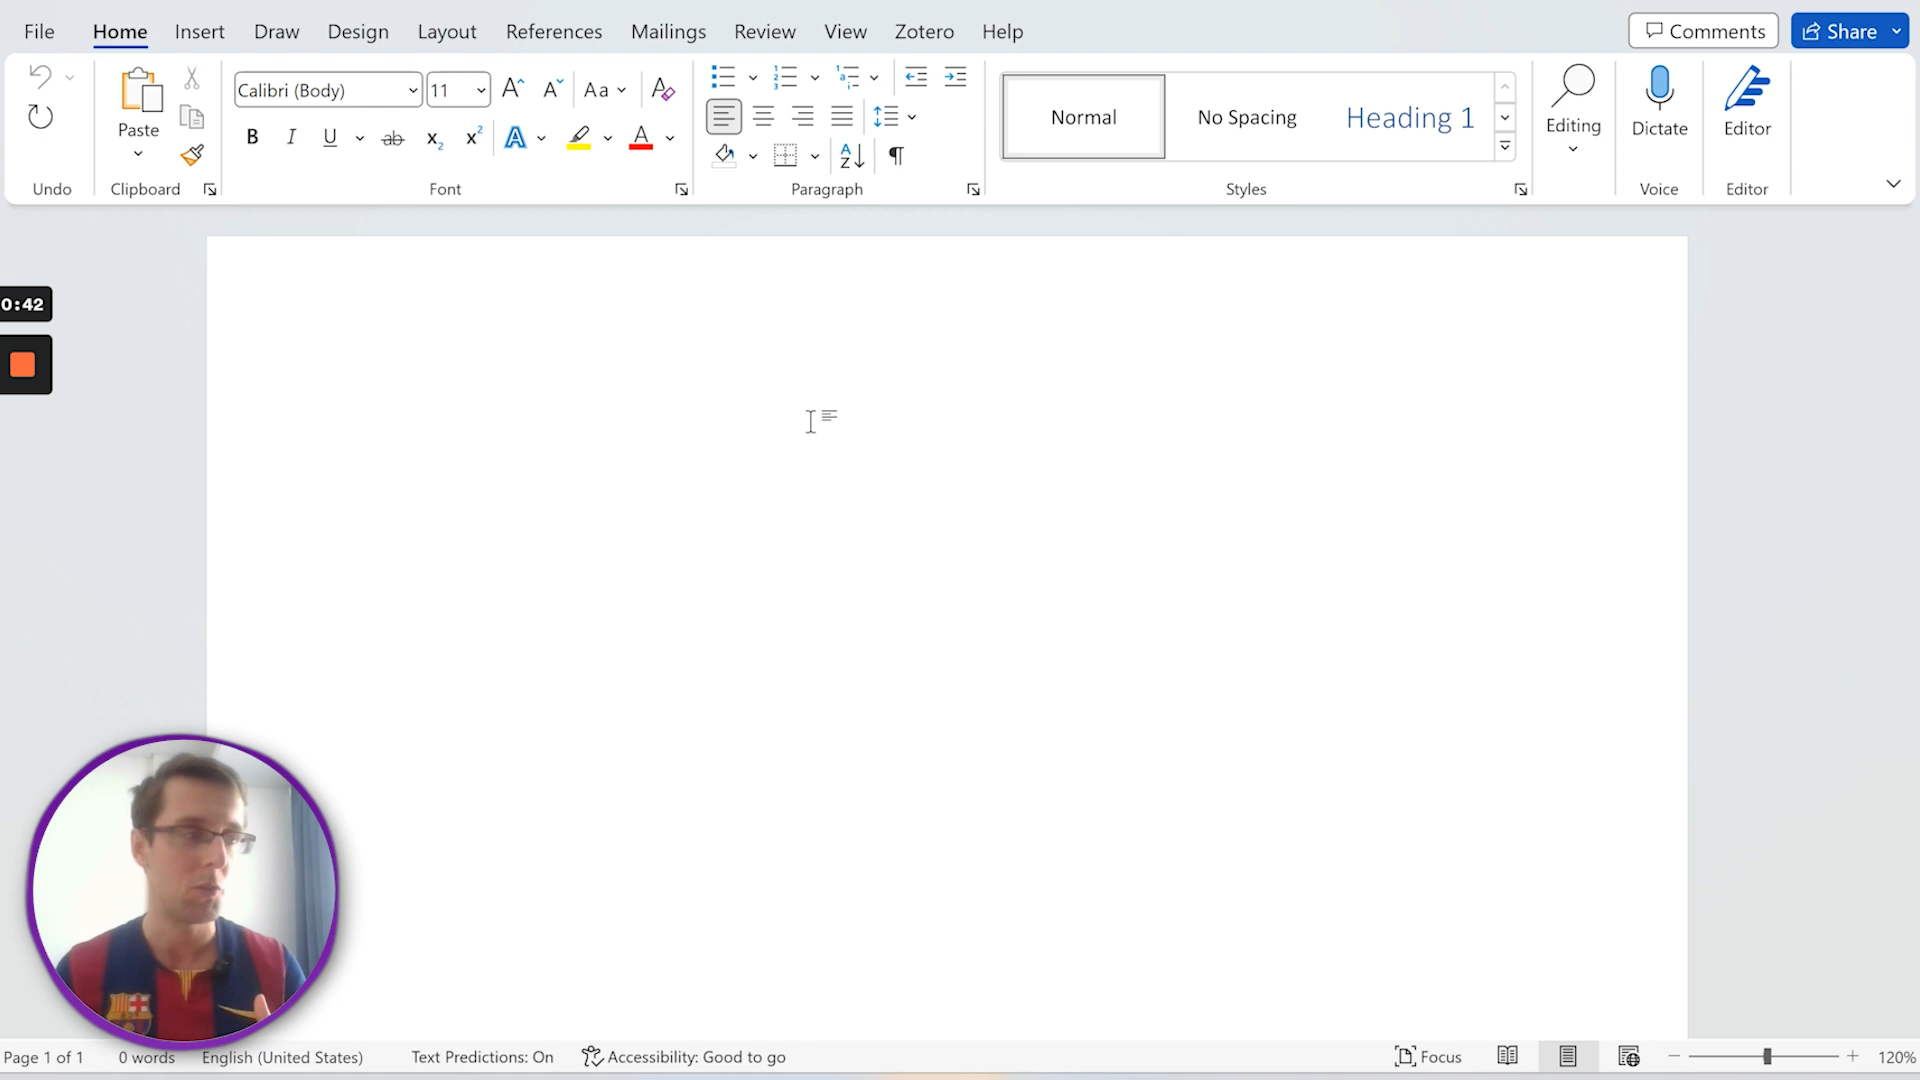 File Home Insert Draw Design Layout References Mailings Review View Zotero Help Comments Share
Calibri (Body) 11 Aa
Paste
B I U ab x₂ x² A A
Normal No Spacing Heading 1
Editing Dictate Editor
Undo Clipboard Font Paragraph Styles Voice Editor
0:42
Page 1 of 1 0 words English (United States) Text Predictions: On Accessibility: Good to go Focus 120%